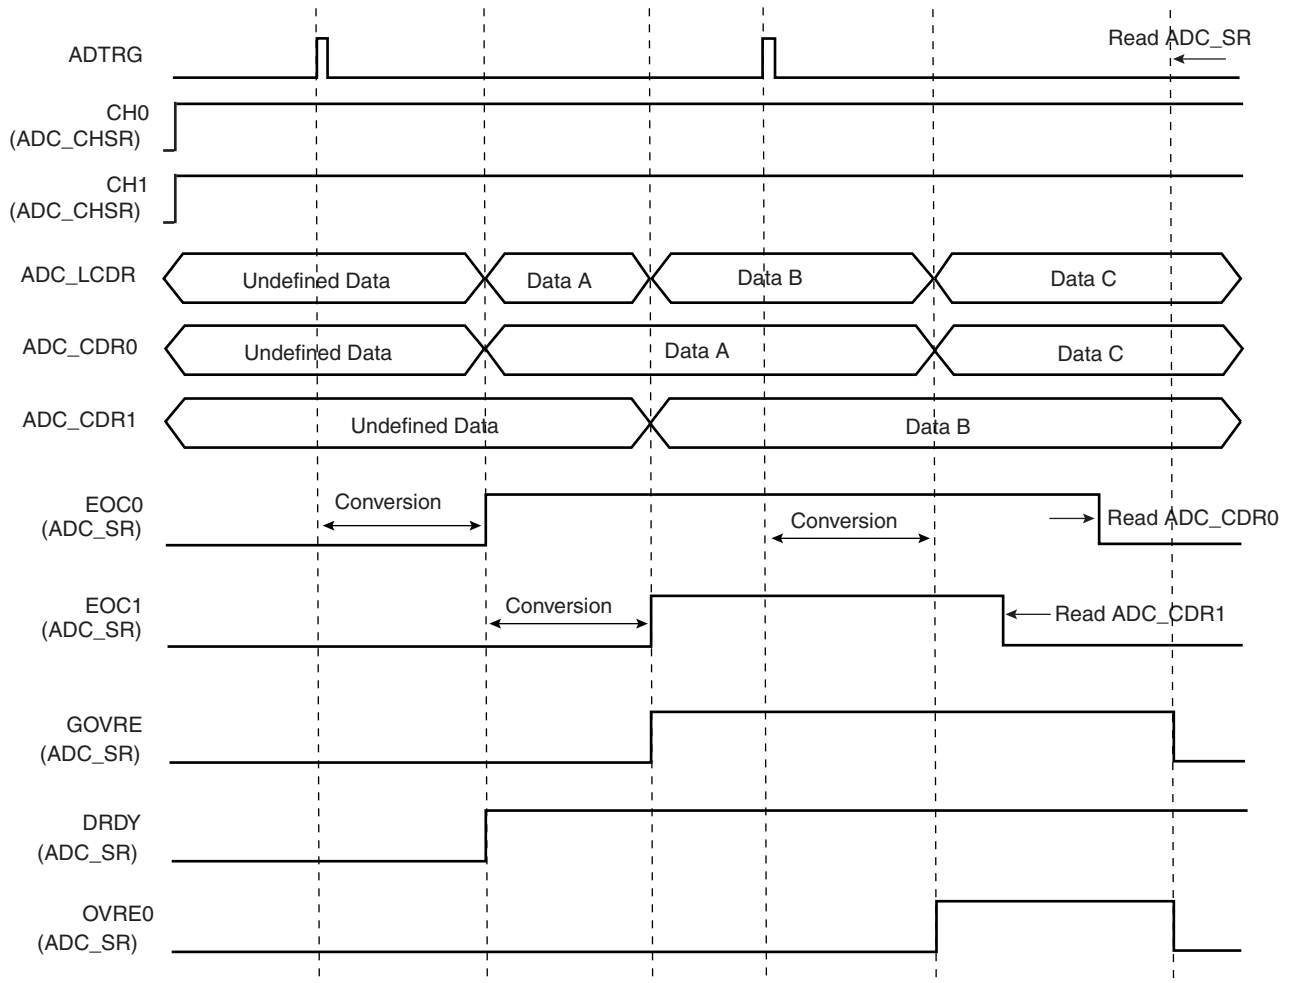 ADTRG
Read ADC_SR
CH0
(ADC_CHSR)
CH1
(ADC_CHSR)
ADC_LCDR
Undefined Data
Data A
Data B
Data C
ADC_CDR0
Undefined Data
Data A
Data C
ADC_CDR1
Undefined Data
Data B
EOC0
(ADC_SR)
Conversion
Conversion
Read ADC_CDR0
EOC1
(ADC_SR)
Conversion
Read ADC_CDR1
GOVRE
(ADC_SR)
DRDY
(ADC_SR)
OVRE0
(ADC_SR)